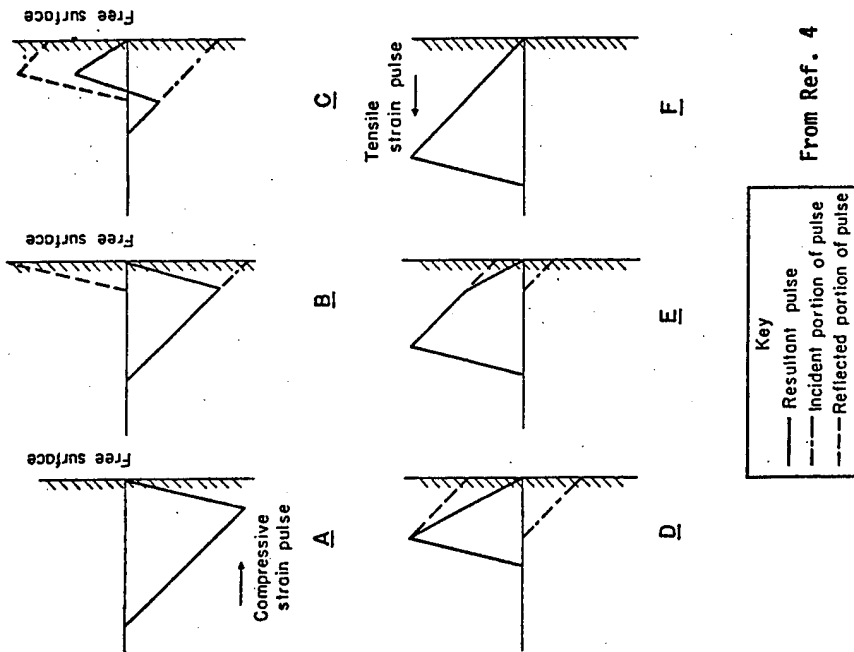 Free surface
Free surface
Free surface
Compressive
strain pulse
A
B
C
Tensile
strain pulse
D
E
F
Key
Resultant pulse
Incident portion of pulse
Reflected portion of pulse
From Ref. 4